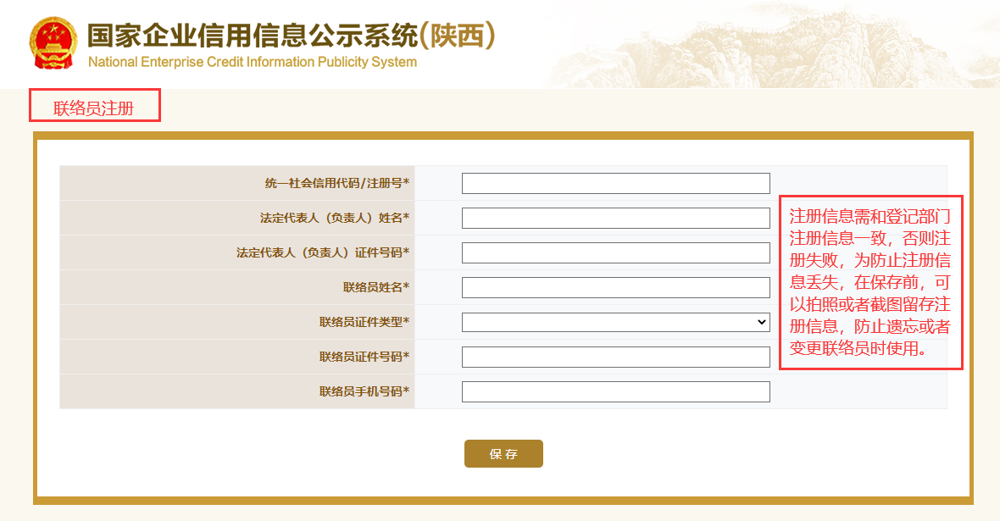 国家企业信用信息公示系统(陕西)
National Enterprise Credit Information Publicity System
联络员注册
统一社会信用代码/注册号*
法定代表人（负责人）姓名*
法定代表人（负责人）证件号码*
联络员姓名*
联络员证件类型*
联络员证件号码*
联络员手机号码*
注册信息需和登记部门
注册信息一致，否则注
册失败，为防止注册信
息丢失，在保存前，可
以拍照或者截图留存注
册信息，防止遗忘或者
变更联络员时使用。
保 存